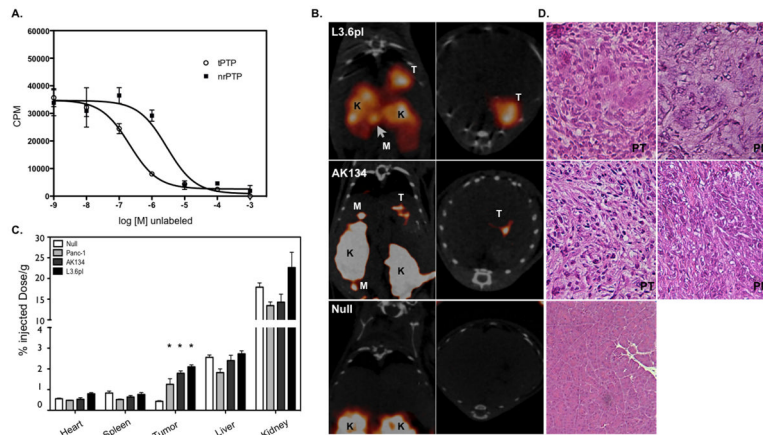 A.
60000
50000
40000
30000
20000
10000
0
CPM
tPTP
nrPTP
-9 -8 -7 -6 -5 -4 -3
log [M] unlabeled
B.
L3.6pl
T
K
K
M
T
AK134
M
T
K
K
M
T
Null
K
K
C.
30
25
20
15
10
4
3
2
1
0
% injected Dose/g
Null
Panc-1
AK134
L3.6pl
* * *
Heart Spleen Tumor Liver Kidney
D.
PT
PT